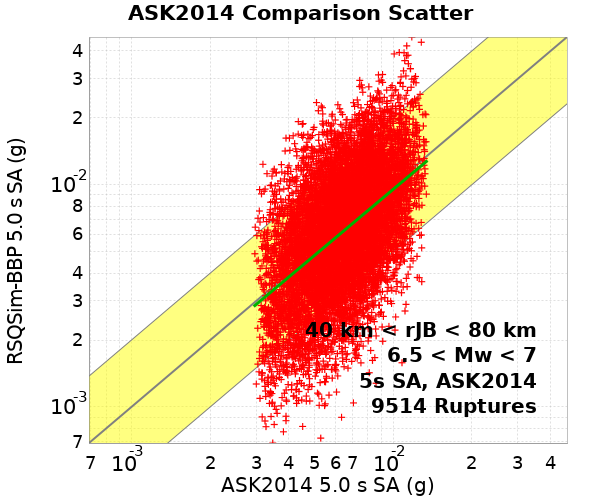 ASK2014 Comparison Scatter
RSQSim-BBP 5.0 s SA (g)
4
3
2
10-2
8
6
4
3
2
10-3
7
40 km < rJB < 80 km
6.5 < Mw < 7
5s SA, ASK2014
9514 Ruptures
7 10-3 2 3 4 5 6 7 10-2 2 3 4
ASK2014 5.0 s SA (g)